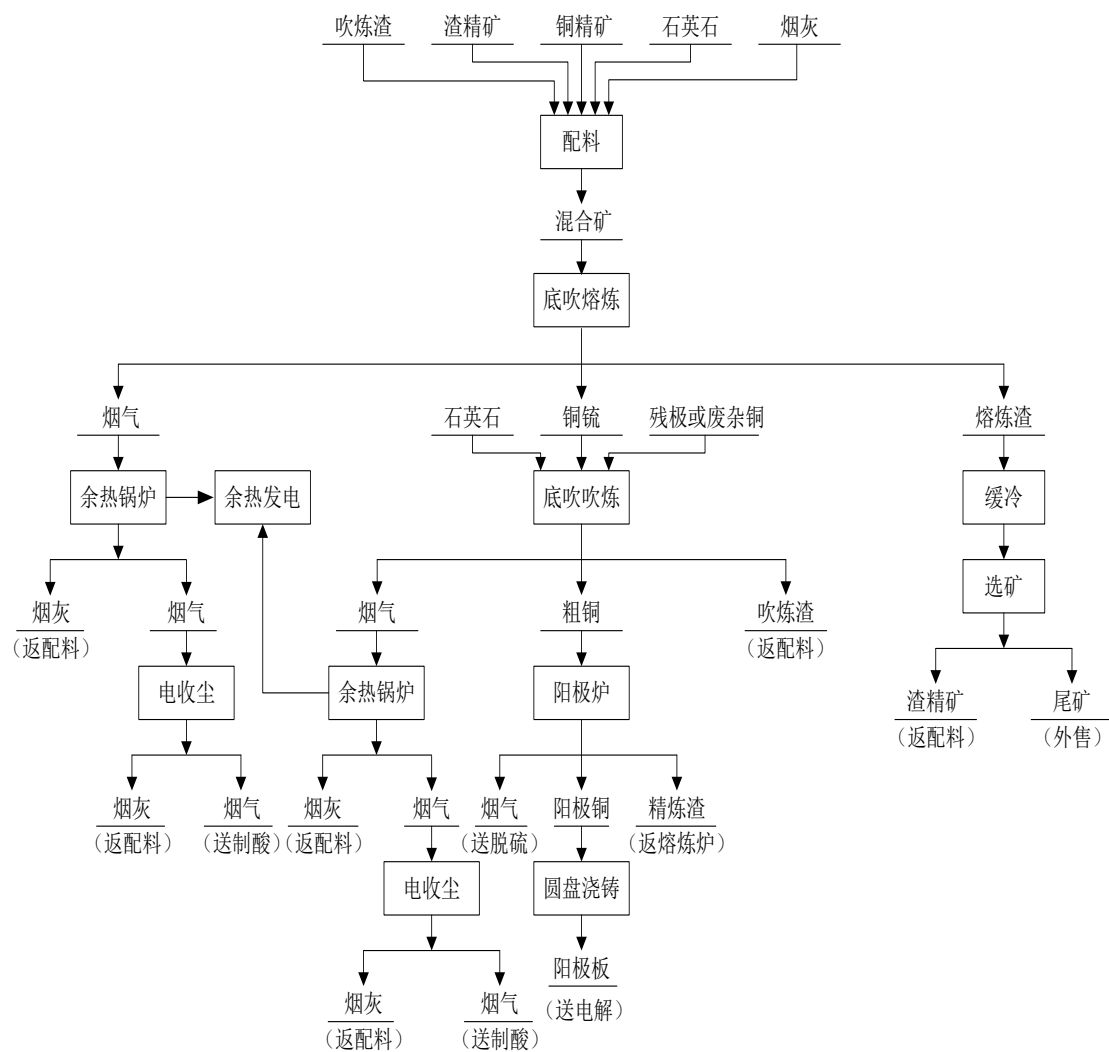 吹炼渣 渣精矿 铜精矿 石英石 烟灰
配料
混合矿
底吹熔炼
烟气 石英石 铜锍 残极或废杂铜 熔炼渣
余热锅炉 余热发电 底吹吹炼 缓冷
选矿
烟灰 烟气 烟气 粗铜 吹炼渣
（返配料） （返配料）
电收尘 余热锅炉 阳极炉 渣精矿 尾矿
（返配料） （外售）
烟灰 烟气 烟灰 烟气 烟气 阳极铜 精炼渣
（返配料） （送制酸） （返配料） （送脱硫） （返熔炼炉）
电收尘 圆盘浇铸
阳极板
（送电解）
烟灰 烟气
（返配料） （送制酸）